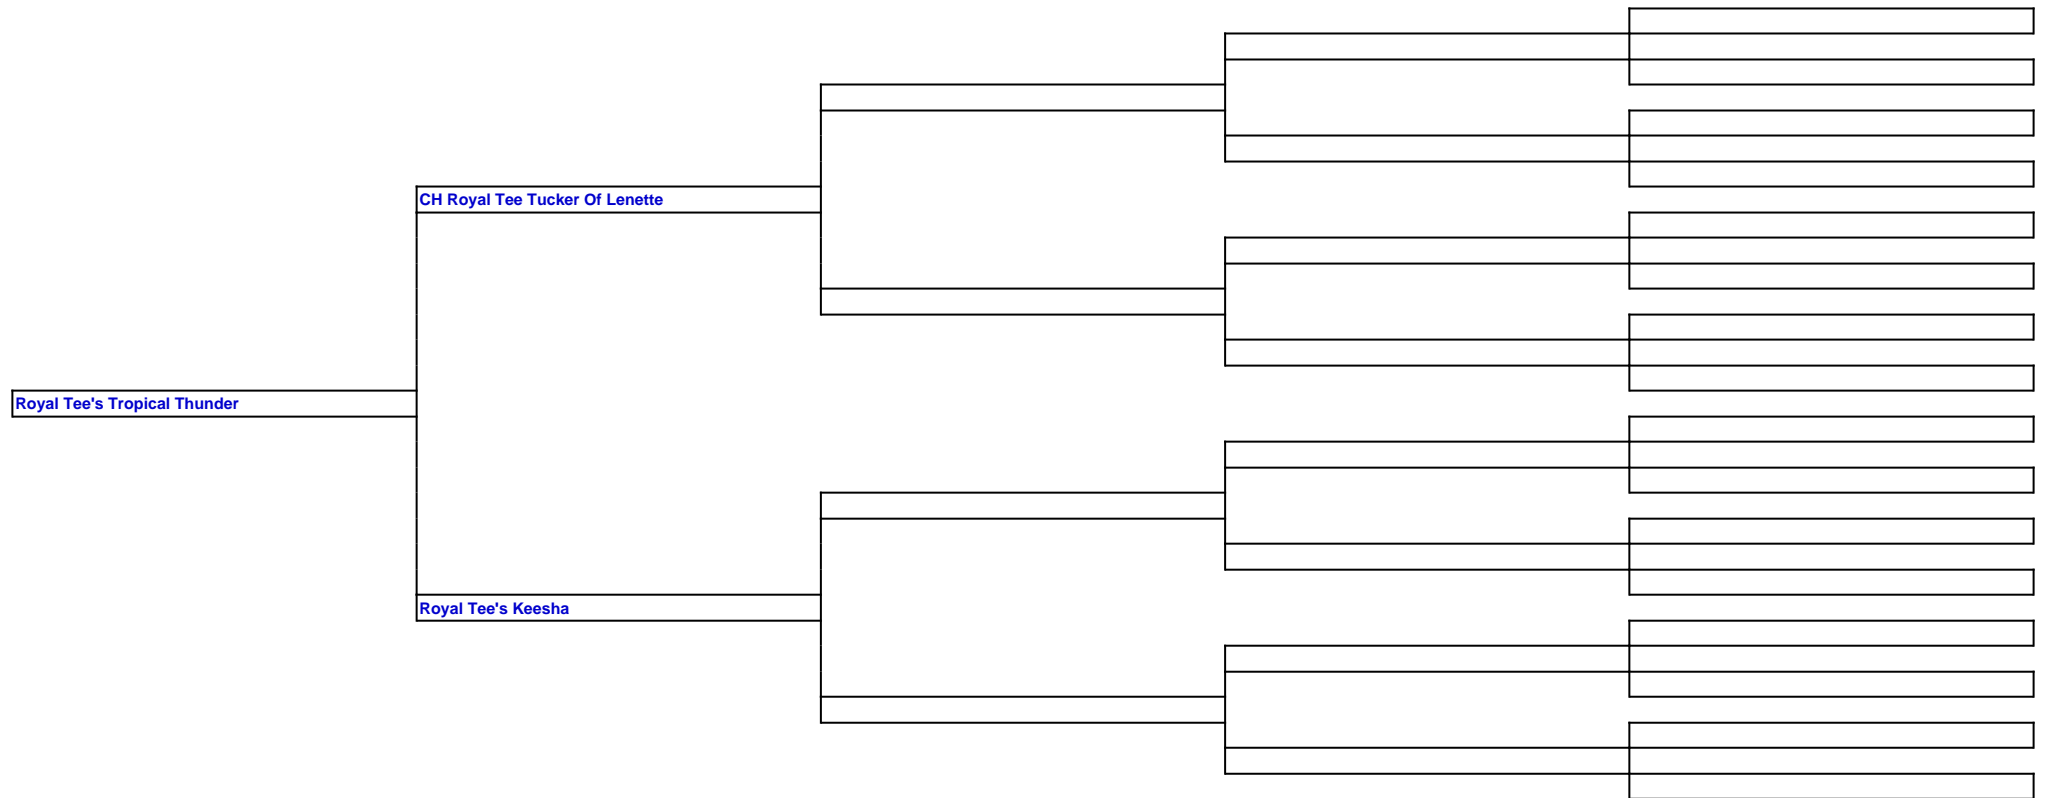 CH Royal Tee Tucker Of Lenette
Royal Tee's Tropical Thunder
Royal Tee's Keesha